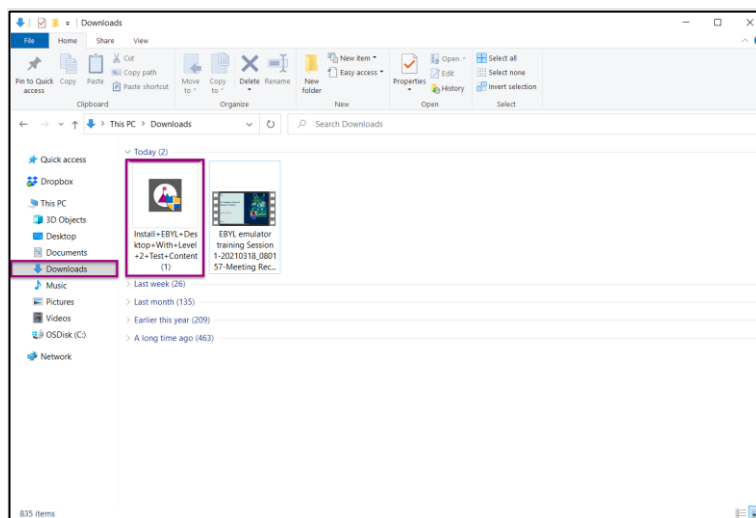 Downloads
File Home Share View
Pin to Quick access
Copy
Paste
Cut
Copy path
Paste shortcut
Clipboard
Move to
Copy to
Delete
Rename
Organize
New folder
New item
Easy access
New
Properties
Open
Edit
History
Open
Select all
Select none
Invert selection
Select
This PC > Downloads
Search Downloads
Quick access
Dropbox
This PC
3D Objects
Desktop
Documents
Downloads
Music
Pictures
Videos
OSDisk (C:)
Network
Today (2)
Install+EBYL+Des
ktop+With+Level
+2+Test+Content
(1)
EBYL emulator
training Session
1-20210318_0801
57-Meeting Rec...
Last week (26)
Last month (135)
Earlier this year (209)
A long time ago (463)
835 items